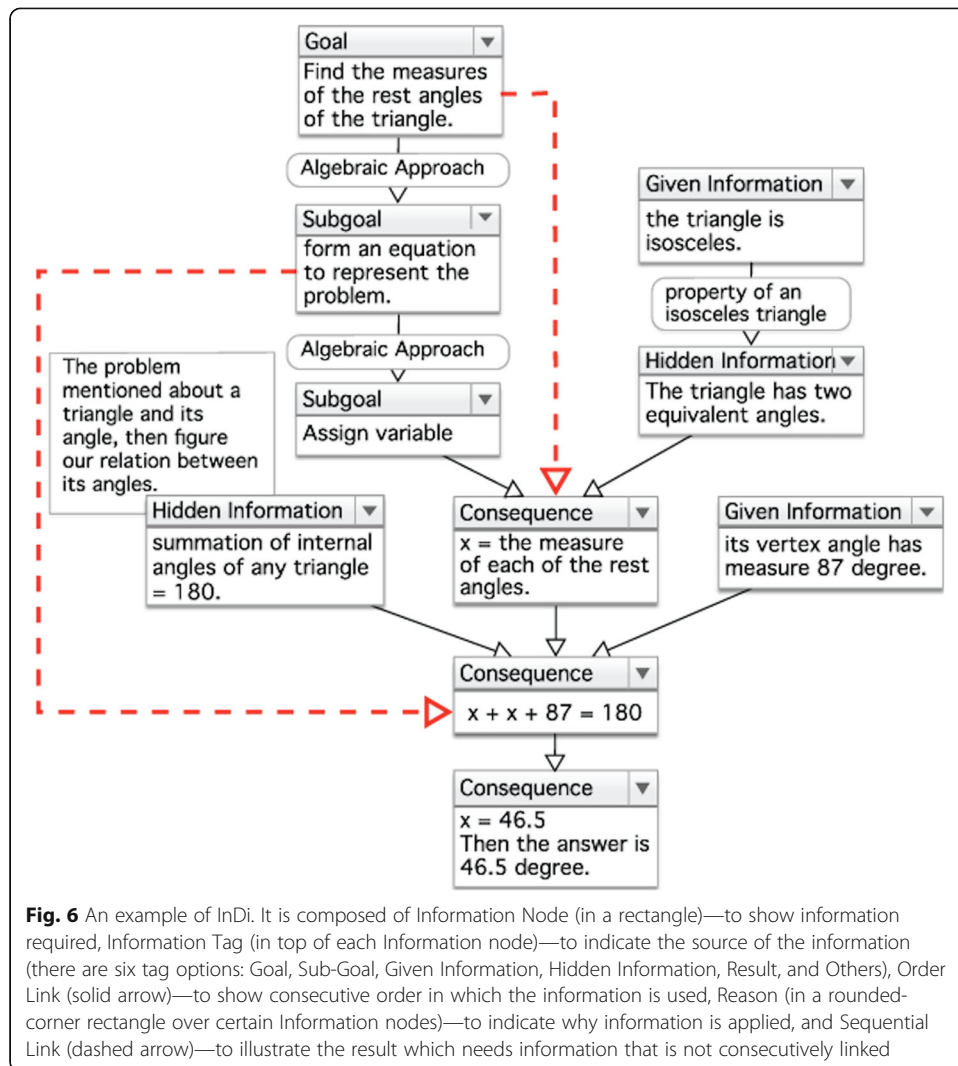 Goal
Find the measures
of the rest angles
of the triangle.
Algebraic Approach
Subgoal
form an equation
to represent the
problem.
Algebraic Approach
Subgoal
Assign variable
Given Information
the triangle is
isosceles.
property of an
isosceles triangle
Hidden Information
The triangle has two
equivalent angles.
The problem
mentioned about a
triangle and its
angle, then figure
our relation between
its angles.
Hidden Information
summation of internal
angles of any triangle
= 180.
Consequence
x = the measure
of each of the rest
angles.
Given Information
its vertex angle has
measure 87 degree.
Consequence
x + x + 87 = 180
Consequence
x = 46.5
Then the answer is
46.5 degree.
Fig. 6 An example of InDi. It is composed of Information Node (in a rectangle)—to show information
required, Information Tag (in top of each Information node)—to indicate the source of the information
(there are six tag options: Goal, Sub-Goal, Given Information, Hidden Information, Result, and Others), Order
Link (solid arrow)—to show consecutive order in which the information is used, Reason (in a rounded-
corner rectangle over certain Information nodes)—to indicate why information is applied, and Sequential
Link (dashed arrow)—to illustrate the result which needs information that is not consecutively linked